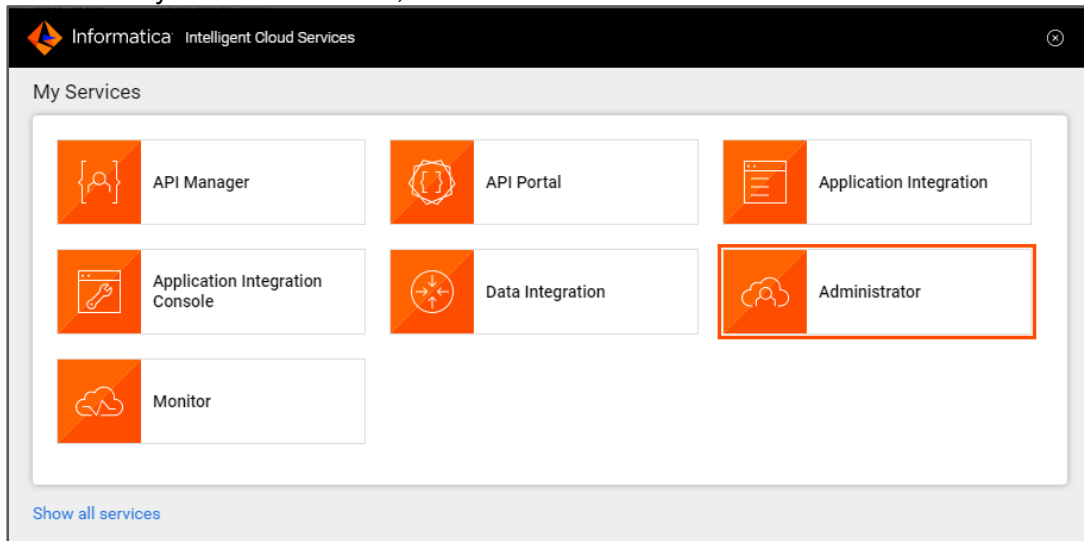 Informatica Intelligent Cloud Services
My Services
API Manager
API Portal
Application Integration
Application Integration
Console
Data Integration
Administrator
Monitor
Show all services